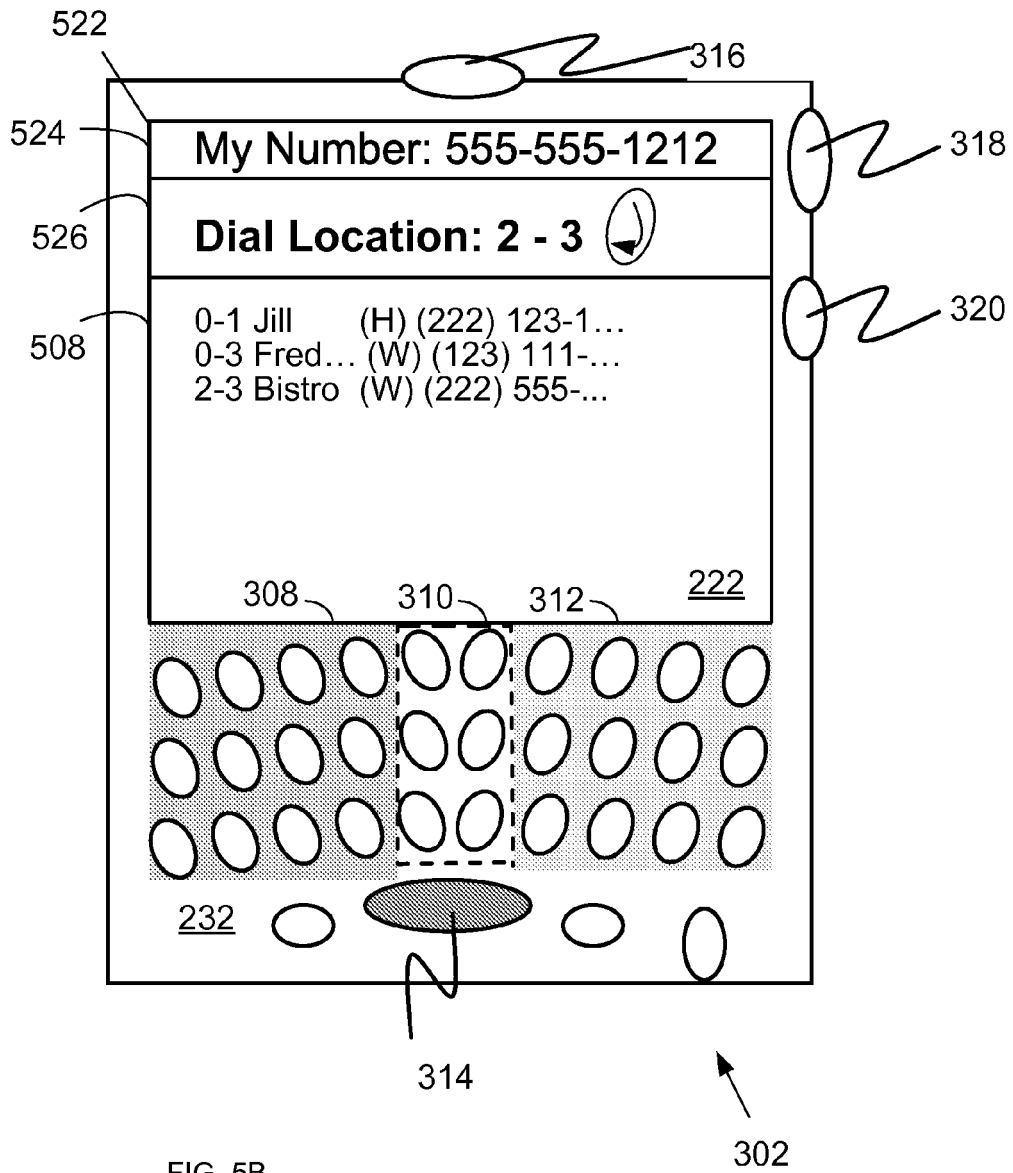 522
316
524
My Number: 555-555-1212
318
526
Dial Location: 2 - 3
508
0-1 Jill (H) (222) 123-1...
320
0-3 Fred... (W) (123) 111-...
2-3 Bistro (W) (222) 555-...
222
308
310
312
232
314
302
FIG. 5B